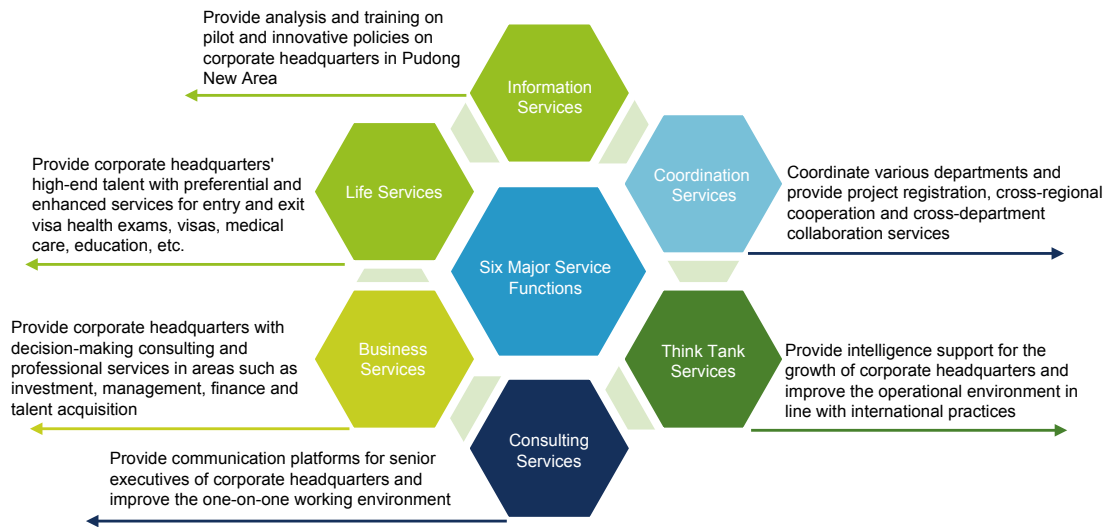 Provide analysis and training on
pilot and innovative policies on
corporate headquarters in Pudong
New Area
Information
Services
Life Services
Provide corporate headquarters'
high-end talent with preferential and
enhanced services for entry and exit
visa health exams, visas, medical
care, education, etc.
Coordination
Services
Coordinate various departments and
provide project registration, cross-regional
cooperation and cross-department
collaboration services
Six Major Service
Functions
Business
Services
Provide corporate headquarters with
decision-making consulting and
professional services in areas such as
investment, management, finance and
talent acquisition
Think Tank
Services
Provide intelligence support for the
growth of corporate headquarters and
improve the operational environment in
line with international practices
Consulting
Services
Provide communication platforms for senior
executives of corporate headquarters and
improve the one-on-one working environment